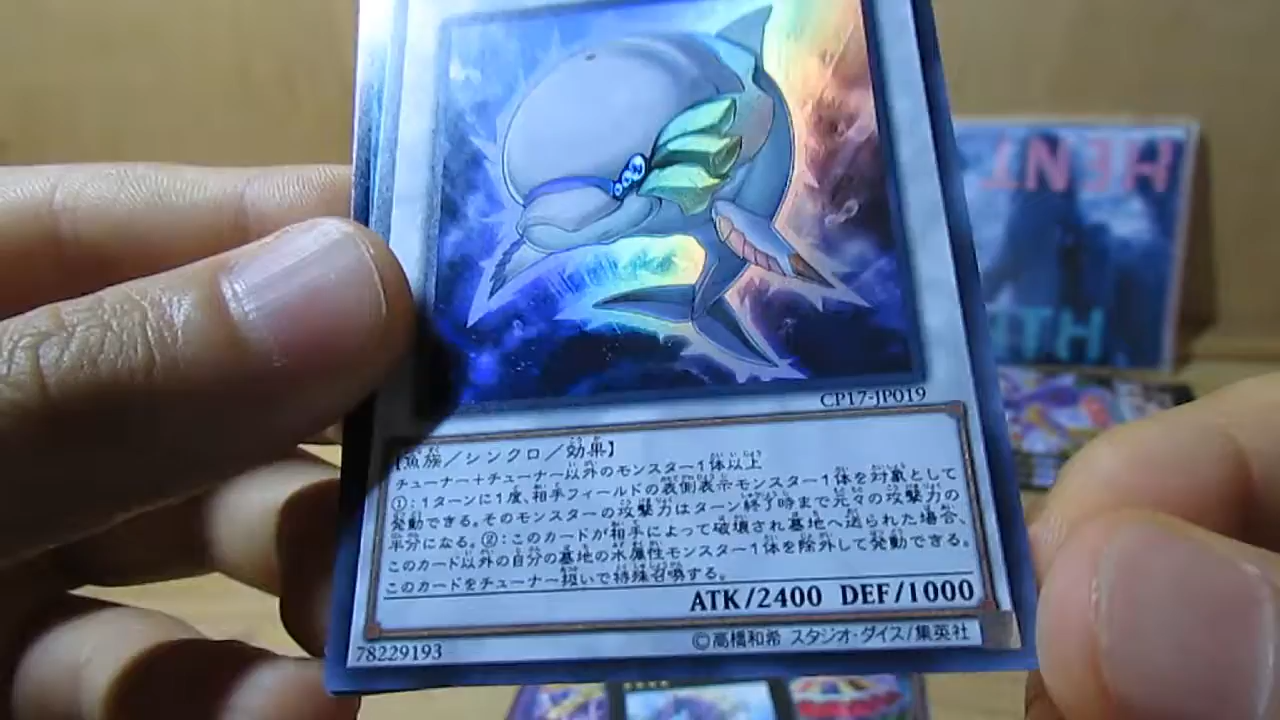 HENT
HTH
CP17-JP019
【魚族/シンクロ/効果】
チューナー+チューナー以外のモンスター1体以上
①:1ターンに1度、相手フィールドの表側表示モンスター1体を対象として
発動できる。そのモンスターの攻撃力はターン終了時まで元々の攻撃力の
半分になる。②:このカードが相手によって破壊され墓地へ送られた場合、
このカード以外の自分の墓地の水属性モンスター1体を除外して発動できる。
このカードをチューナー扱いで特殊召喚する。
ATK/2400 DEF/1000
78229193
©高橋和希 スタジオ・ダイス/集英社